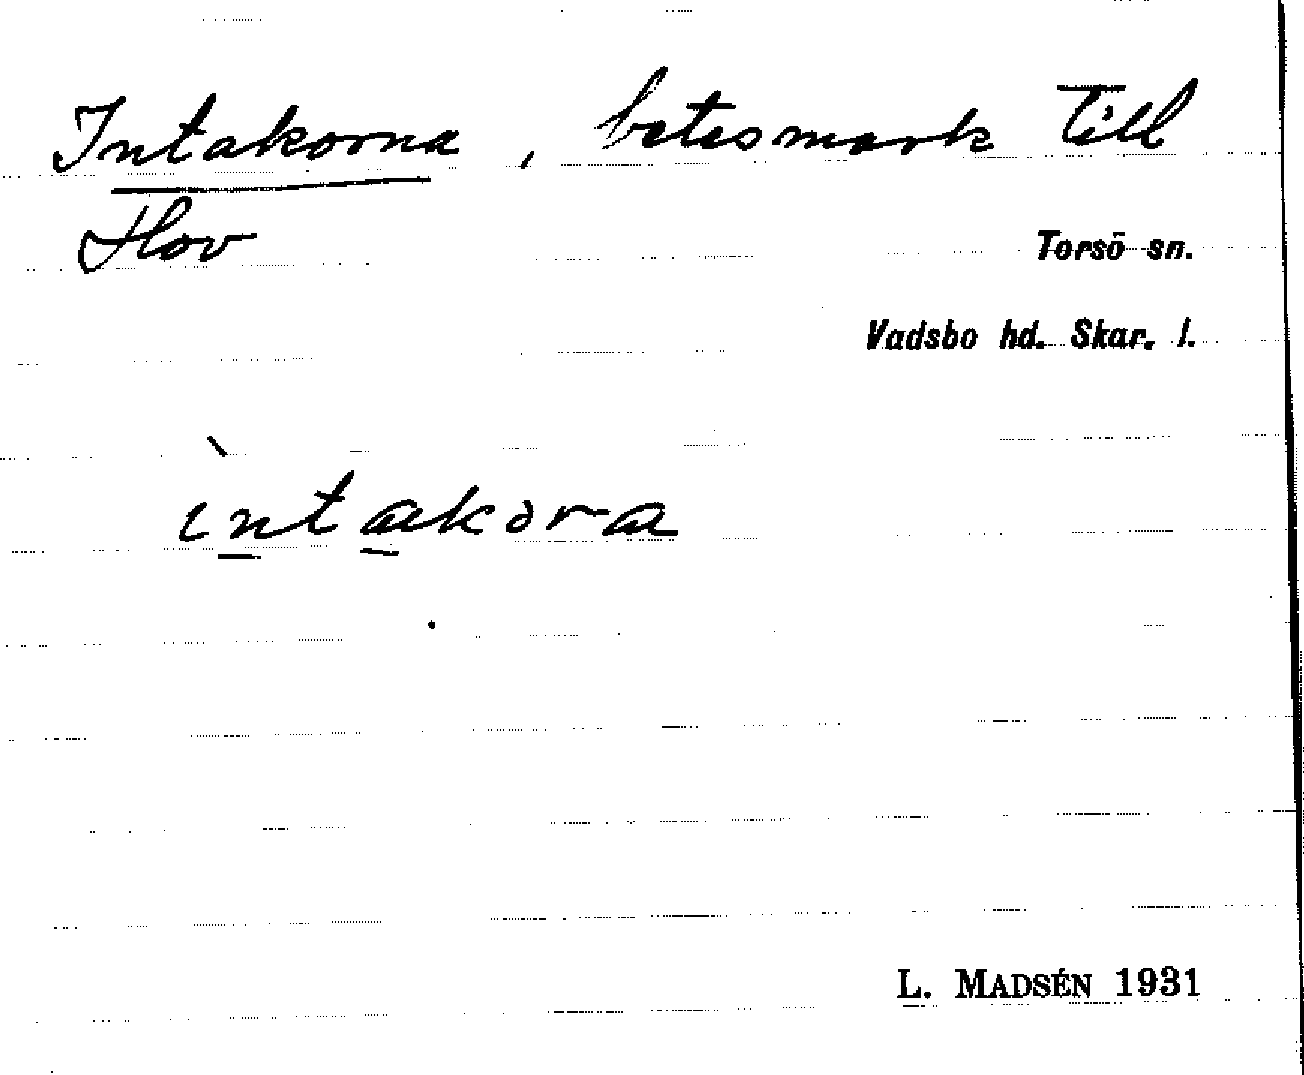 Intakorna, betesmark till
Hov
Torsö sn.
Vadsbo hd. Skar. l.
ìntakora
L. MADSÉN 1931